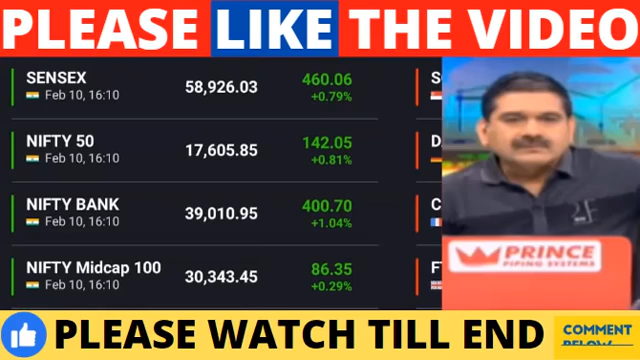 PLEASE LIKE THE VIDEO
SENSEX 58,926.03 460.06
Feb 10, 16:10 +0.79%
NIFTY 50 17,605.85 142.05
Feb 10, 16:10 +0.81%
NIFTY BANK 39,010.95 400.70
Feb 10, 16:10 +1.04%
NIFTY Midcap 100 30,343.45 86.35
Feb 10, 16:10 +0.29%
PRINCE
PIPING SYSTEMS
PLEASE WATCH TILL END
COMMENT
BELOW